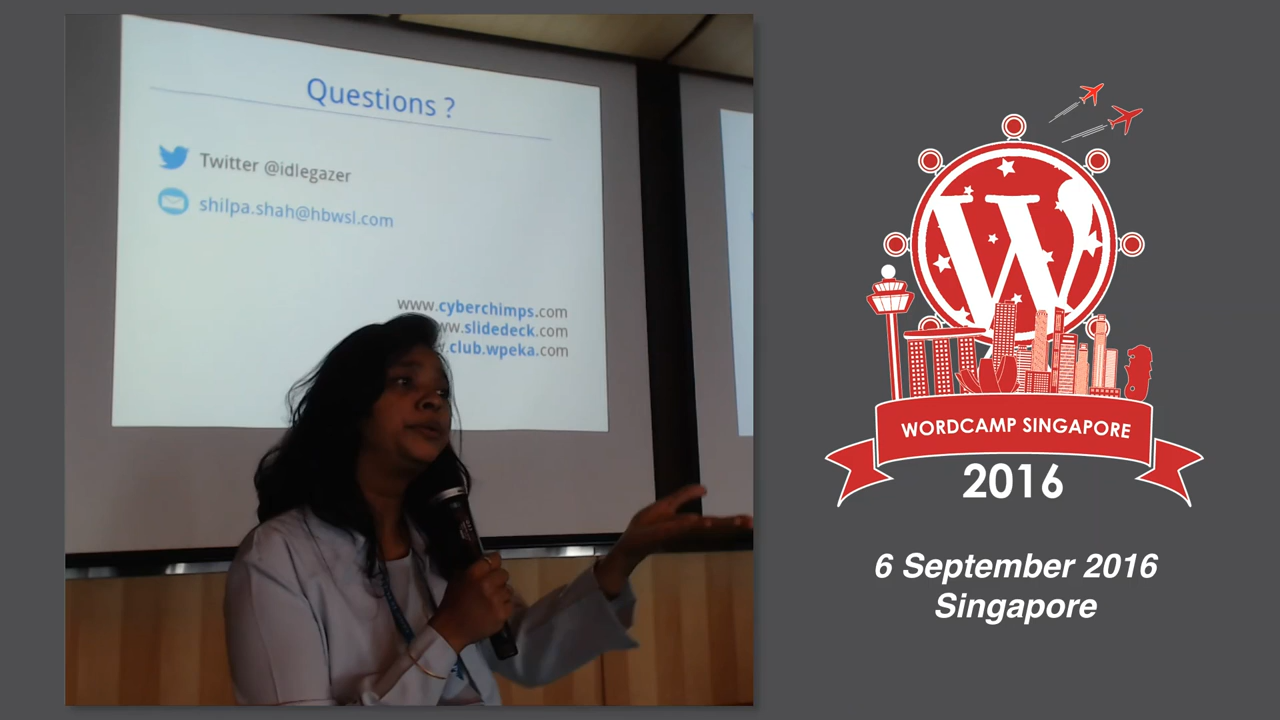 Questions ?
Twitter @idlegazer
shilpa.shah@hbwsl.com
www.cyberchimps.com
ww.slidedeck.com
.club.wpeka.com
W
WORDCAMP SINGAPORE
2016
6 September 2016
Singapore